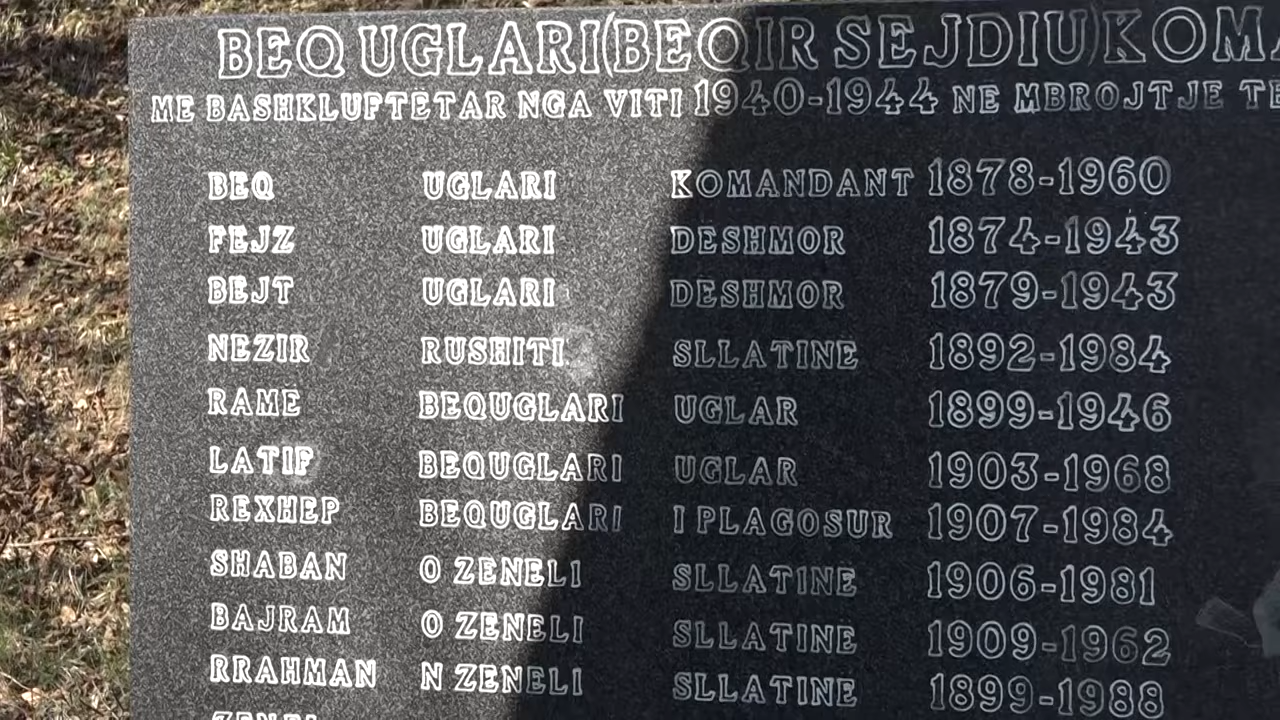 BEQ UGLARI(BEQIR SEJDIU)KOMA
ME BASHKLUFTETAR NGA VITI 1940-1944 NE MBROJTJE TE
BEQ UGLARI KOMANDANT 1878-1960
FEJZ UGLARI DESHMOR 1874-1943
BEJT UGLARI DESHMOR 1879-1943
NEZIR RUSHITI SLLATINE 1892-1984
RAME BEQUGLARI UGLAR 1899-1946
LATIF BEQUGLARI UGLAR 1903-1968
REXHEP BEQUGLARI I PLAGOSUR 1907-1984
SHABAN O ZENELI SLLATINE 1906-1981
BAJRAM O ZENELI SLLATINE 1909-1962
RRAHMAN N ZENELI SLLATINE 1899-1988